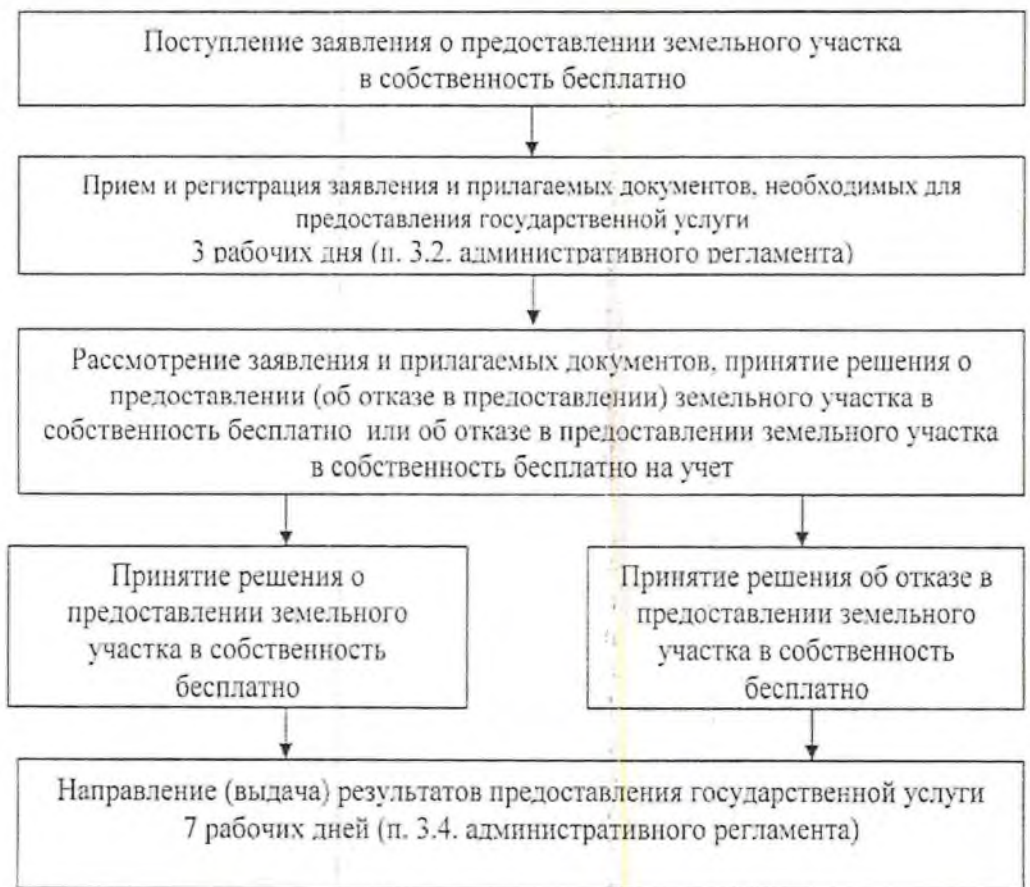 Поступление заявления о предоставлении земельного участка
в собственность бесплатно
Прием и регистрация заявления и прилагаемых документов, необходимых для
предоставления государственной услуги
3 рабочих дня (п. 3.2. административного регламента)
Рассмотрение заявления и прилагаемых документов, принятие решения о
предоставлении (об отказе в предоставлении) земельного участка в
собственность бесплатно или об отказе в предоставлении земельного участка
в собственность бесплатно на учет
Принятие решения о
предоставлении земельного
участка в собственность
бесплатно
Принятие решения об отказе в
предоставлении земельного
участка в собственность
бесплатно
Направление (выдача) результатов предоставления государственной услуги
7 рабочих дней (п. 3.4. административного регламента)